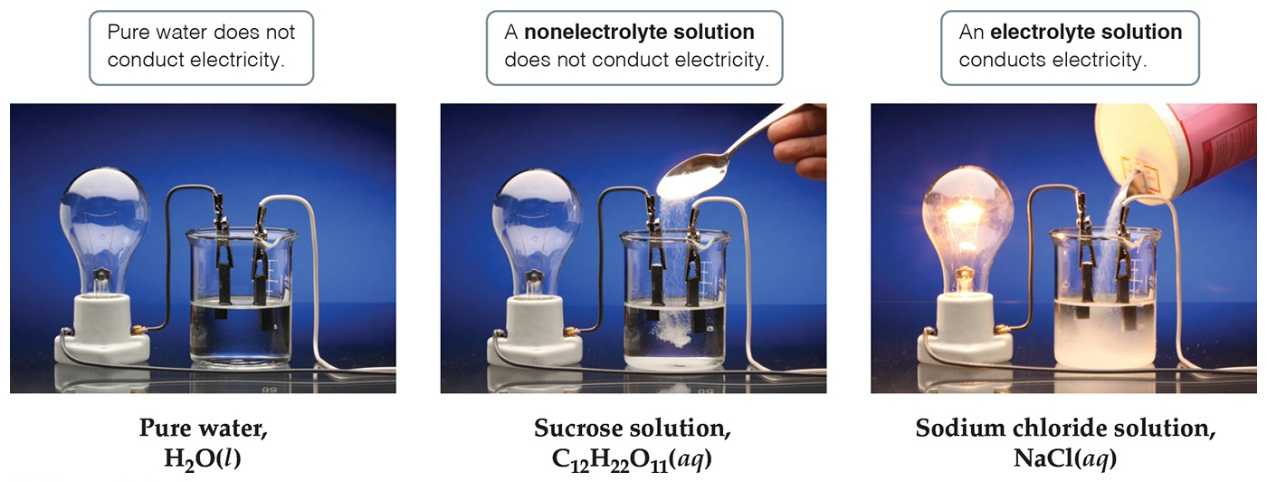 Pure water does not
conduct electricity.
A nonelectrolyte solution
does not conduct electricity.
An electrolyte solution
conducts electricity.
Pure water,
H₂O(l)
Sucrose solution,
C₁₂H₂₂O₁₁(aq)
Sodium chloride solution,
NaCl(aq)